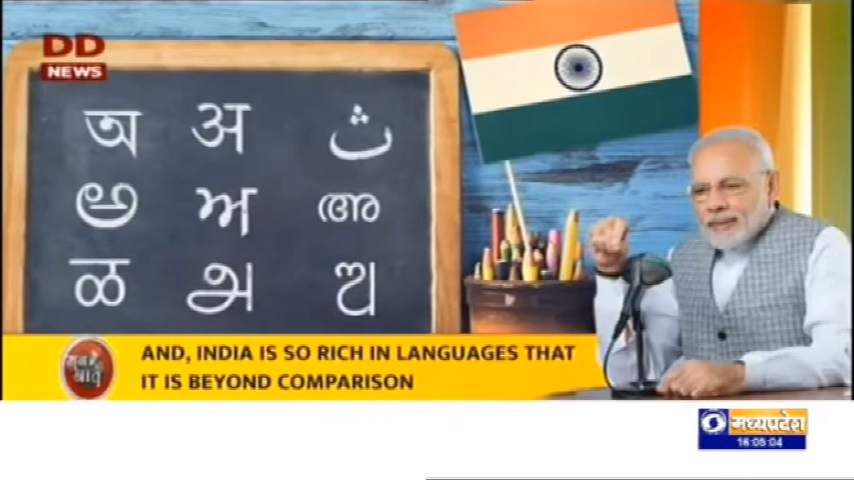 DD
NEWS
অ अ ث
అ ਅ അ
ळ அ ଅ
मन की
बात
AND, INDIA IS SO RICH IN LANGUAGES THAT
IT IS BEYOND COMPARISON
मध्यप्रदेश
16:05:04